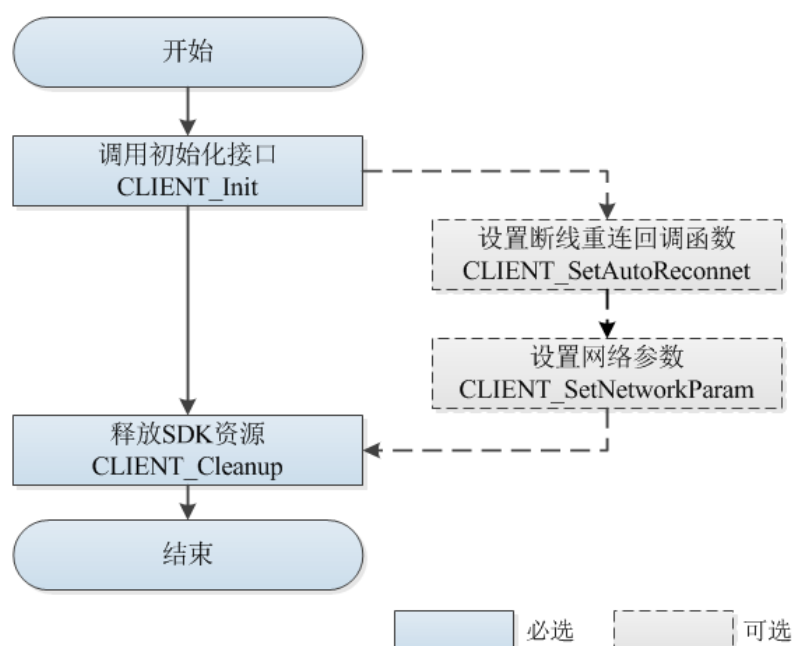 开始
调用初始化接口
CLIENT_Init
设置断线重连回调函数
CLIENT_SetAutoReconnet
设置网络参数
CLIENT_SetNetworkParam
释放SDK资源
CLIENT_Cleanup
结束
必选
可选